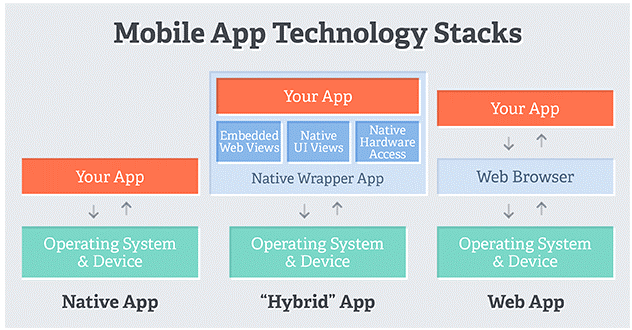 Mobile App Technology Stacks
Your App
Operating System
& Device
Native App
Your App
Embedded
Web Views
Native
UI Views
Native
Hardware
Access
Native Wrapper App
Operating System
& Device
“Hybrid” App
Your App
Web Browser
Operating System
& Device
Web App